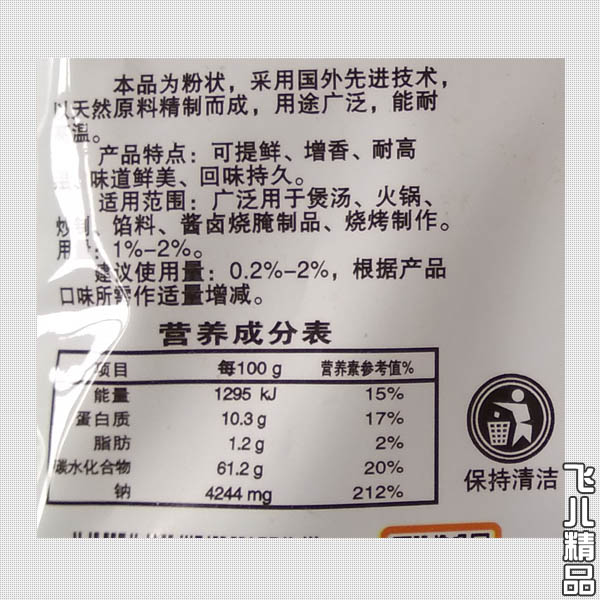 本品为粉状，采用国外先进技术，
以天然原料精制而成，用途广泛，能耐
温。
产品特点：可提鲜、增香、耐高
味道鲜美、回味持久。
适用范围：广泛用于煲汤、火锅、
炒制、馅料、酱卤烧腌制品、烧烤制作。
用 ：1%-2%。
建议使用量：0.2%-2%，根据产品
口味所需作适量增减。
营养成分表
项目 每100 g 营养素参考值%
能量 1295 kJ 15%
蛋白质 10.3 g 17%
脂肪 1.2 g 2%
碳水化合物 61.2 g 20%
钠 4244 mg 212%
保持清洁
飞儿精品